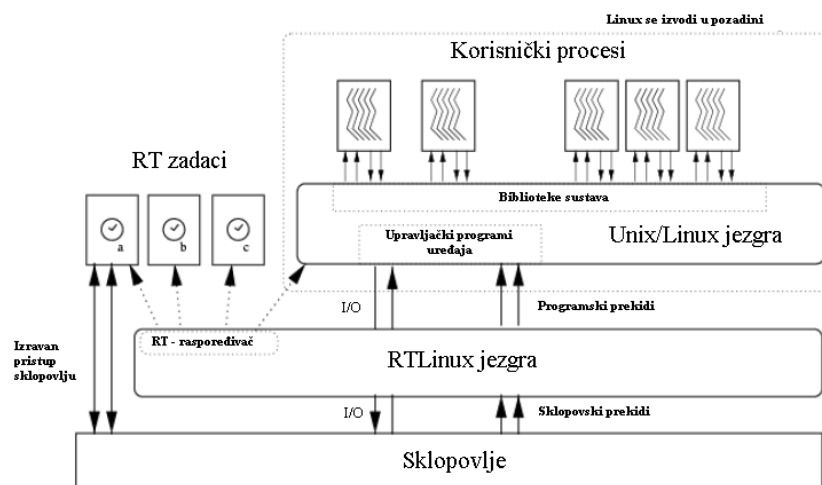 Linux se izvodi u pozadini
Korisnički procesi
RT zadaci
Biblioteke sustava
a
b
c
Upravljački programi
uređaja
Unix/Linux jezgra
I/O
Programski prekidi
RT - raspoređivač
Izravan
pristup
sklopovlju
RTLinux jezgra
I/O
Sklopovski prekidi
Sklopovlje